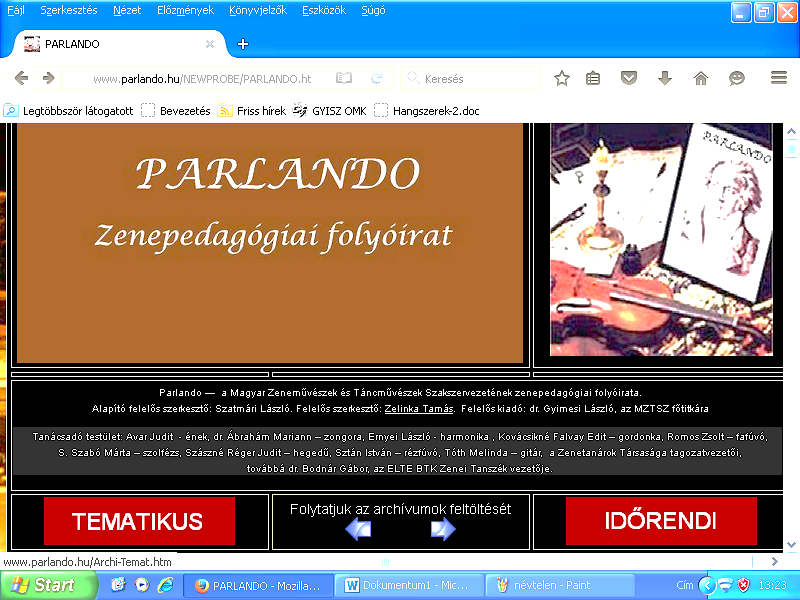 Fájl Szerkesztés Nézet Előzmények Könyvjelzők Eszközök Súgó
PARLANDO
www.parlando.hu/NEWPROBE/PARLANDO.ht
Keresés
Legtöbbször látogatott Bevezetés Friss hírek GYISZ OMK Hangszerek-2.doc
PARLANDO
Zenepedagógiai folyóirat
PARLANDO
Parlando — a Magyar Zeneművészek és Táncművészek Szakszervezetének zenepedagógiai folyóirata.
Alapító felelős szerkesztő: Szatmári László. Felelős szerkesztő: Zelinka Tamás. Felelős kiadó: dr. Gyimesi László, az MZTSZ főtitkára
Tanácsadó testület: Avar Judit - ének, dr. Ábrahám Mariann – zongora, Ernyei László - harmonika , Kovácsikné Falvay Edit – gordonka, Romos Zsolt – fafúvó,
S. Szabó Márta – szolfézs, Szászné Réger Judit – hegedű, Sztán István – rézfúvó, Tóth Melinda – gitár, a Zenetanárok Társasága tagozatvezetői,
továbbá dr. Bodnár Gábor, az ELTE BTK Zenei Tanszék vezetője.
TEMATIKUS
Folytatjuk az archívumok feltöltését
IDŐRENDI
www.parlando.hu/Archi-Temat.htm
Start
PARLANDO - Mozilla...
Dokumentum1 - Mic...
névtelen - Paint
Cím
13:23